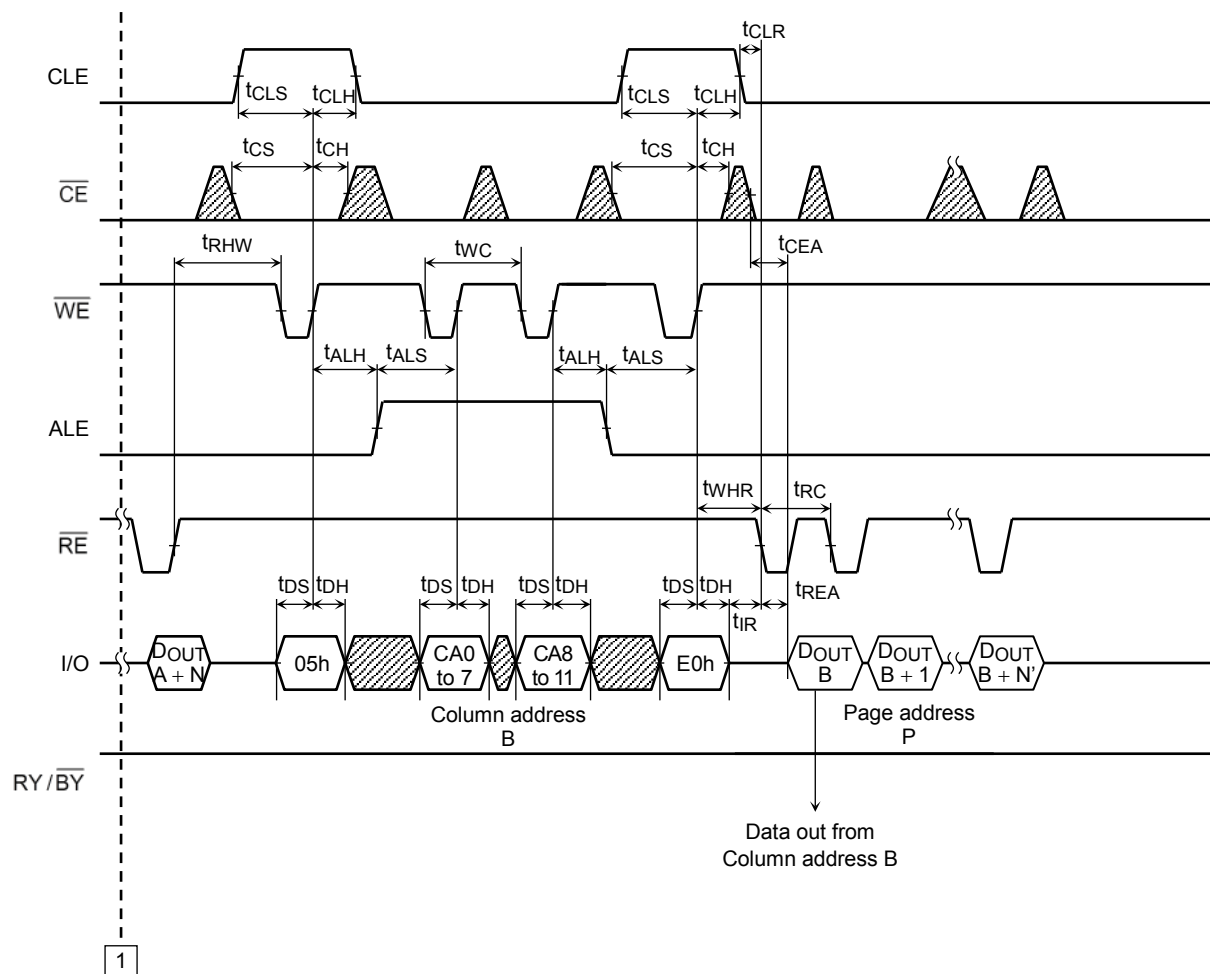 tCLR
CLE
tCLS tCLH tCLS tCLH
tCS tCH tCS tCH
CE
tRHW tWC tCEA
WE
tALH tALS tALH tALS
ALE
tWHR tRC
RE
tDS tDH tDS tDH tDS tDH tDS tDH tREA
tIR
I/O
DOUT
A + N
05h
CA0
to 7
CA8
to 11
E0h
DOUT
B
DOUT
B + 1
DOUT
B + N'
Column address
B
Page address
P
RY / BY
Data out from
Column address B
1